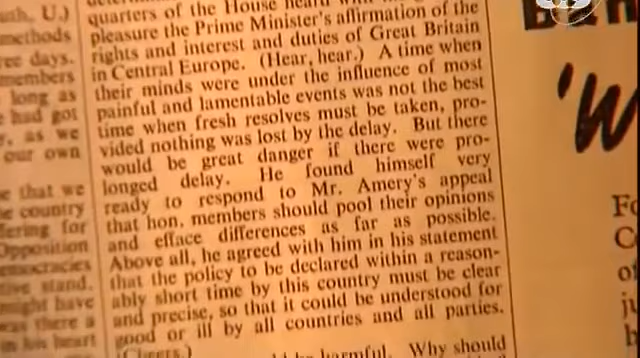 quarters of the House heard with
pleasure the Prime Minister's affirmation of the
rights and interest and duties of Great Britain
in Central Europe. (Hear, hear.) A time when
their minds were under the influence of most
painful and lamentable events was not the best
time when fresh resolves must be taken, pro-
vided nothing was lost by the delay. But there
would be great danger if there were pro-
longed delay. He found himself very
ready to respond to Mr. Amery's appeal
that hon. members should pool their opinions
and efface differences as far as possible.
Above all, he agreed with him in his statement
that the policy to be declared within a reason-
ably short time by this country must be clear
and precise, so that it could be understood for
good or ill by all countries and all parties.
(Cheers.)
be harmful. Why should
U.)
methods
days.
members
long as
had got
as we
our own
that we
country
for
Opposition
stand.
might have
was there a
in his heart
'W